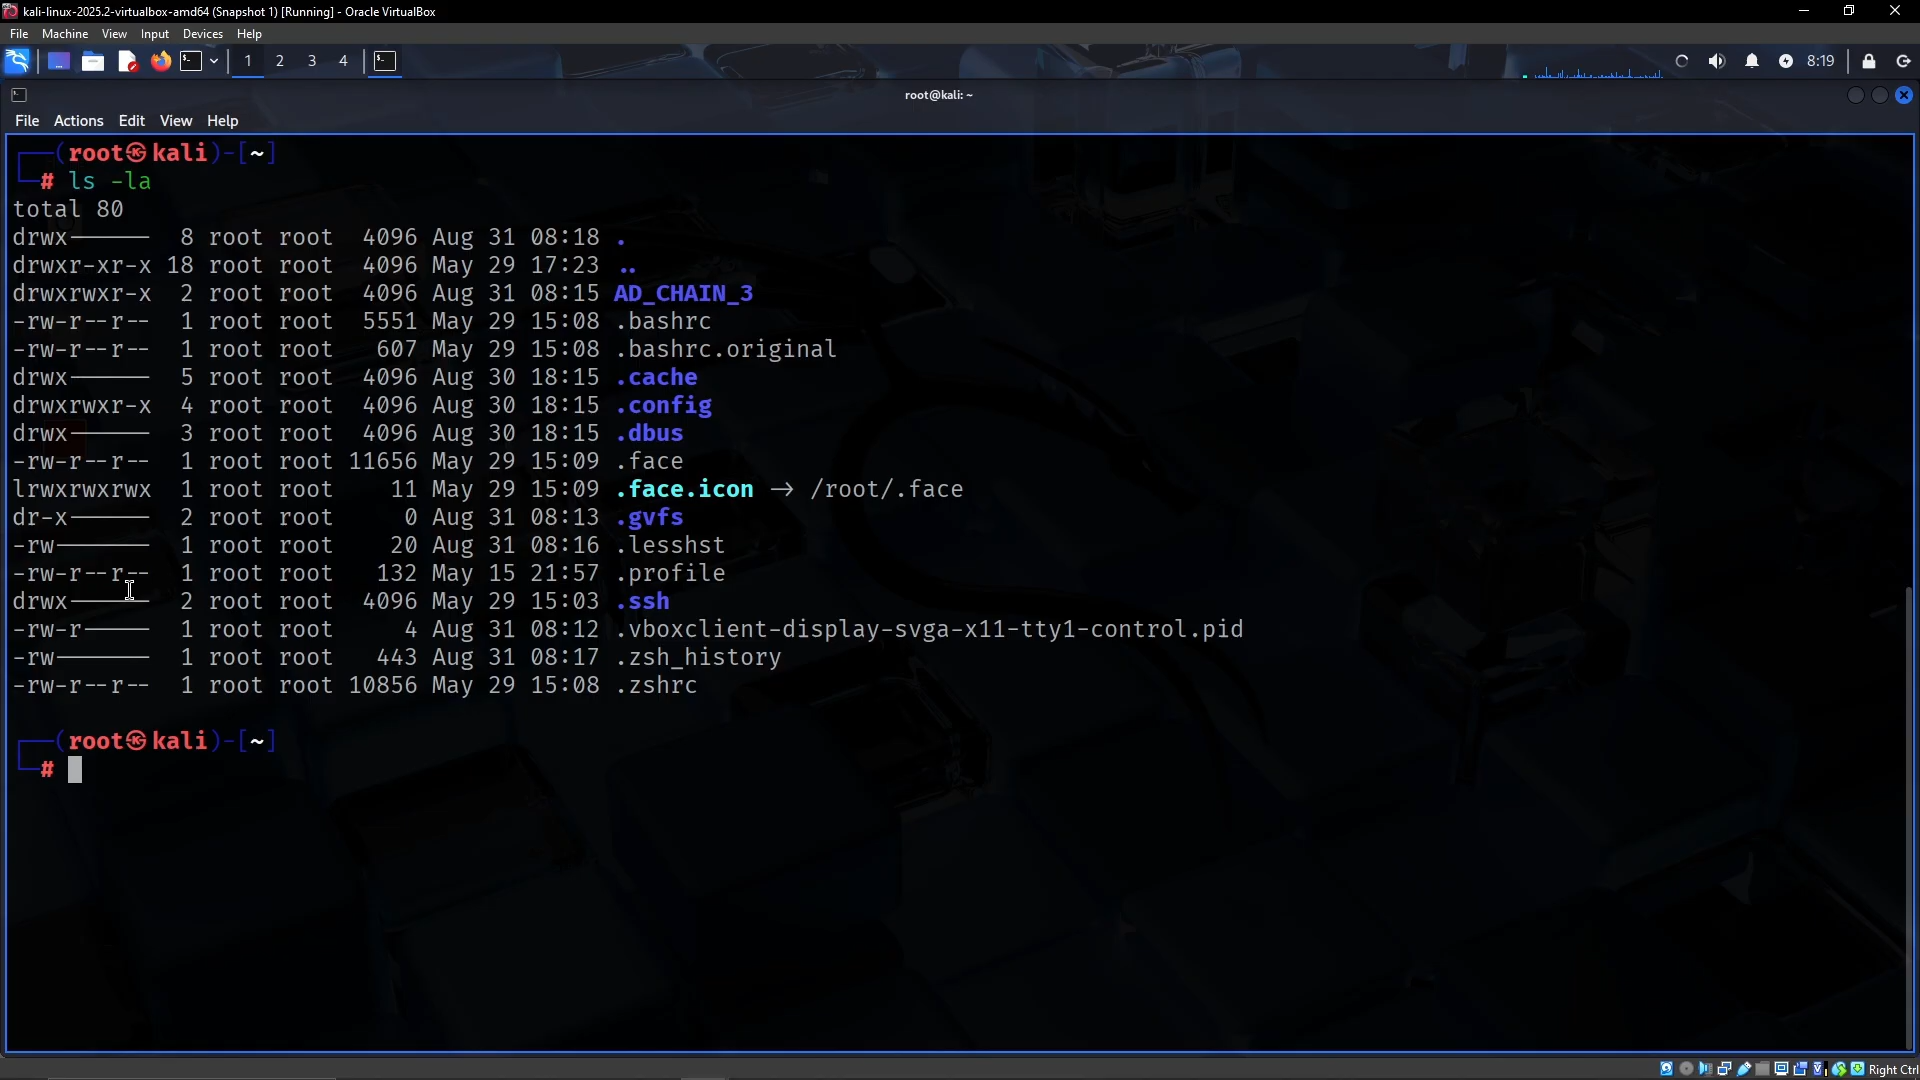 kali-linux-2025.2-virtualbox-amd64 (Snapshot 1) [Running] - Oracle VirtualBox
File Machine View Input Devices Help
1 2 3 4 8:19
root@kali: ~
File Actions Edit View Help
┌──(root㉿kali)-[~]
└─# ls -la
total 80
drwx------ 8 root root 4096 Aug 31 08:18 .
drwxr-xr-x 18 root root 4096 May 29 17:23 ..
drwxrwxr-x 2 root root 4096 Aug 31 08:15 AD_CHAIN_3
-rw-r--r-- 1 root root 5551 May 29 15:08 .bashrc
-rw-r--r-- 1 root root 607 May 29 15:08 .bashrc.original
drwx------ 5 root root 4096 Aug 30 18:15 .cache
drwxrwxr-x 4 root root 4096 Aug 30 18:15 .config
drwx------ 3 root root 4096 Aug 30 18:15 .dbus
-rw-r--r-- 1 root root 11656 May 29 15:09 .face
lrwxrwxrwx 1 root root 11 May 29 15:09 .face.icon -> /root/.face
dr-x------ 2 root root 0 Aug 31 08:13 .gvfs
-rw------- 1 root root 20 Aug 31 08:16 .lesshst
-rw-r--r-- 1 root root 132 May 15 21:57 .profile
drwx------ 2 root root 4096 May 29 15:03 .ssh
-rw-r----- 1 root root 4 Aug 31 08:12 .vboxclient-display-svga-x11-tty1-control.pid
-rw------- 1 root root 443 Aug 31 08:17 .zsh_history
-rw-r--r-- 1 root root 10856 May 29 15:08 .zshrc
┌──(root㉿kali)-[~]
└─#
Right Ctrl